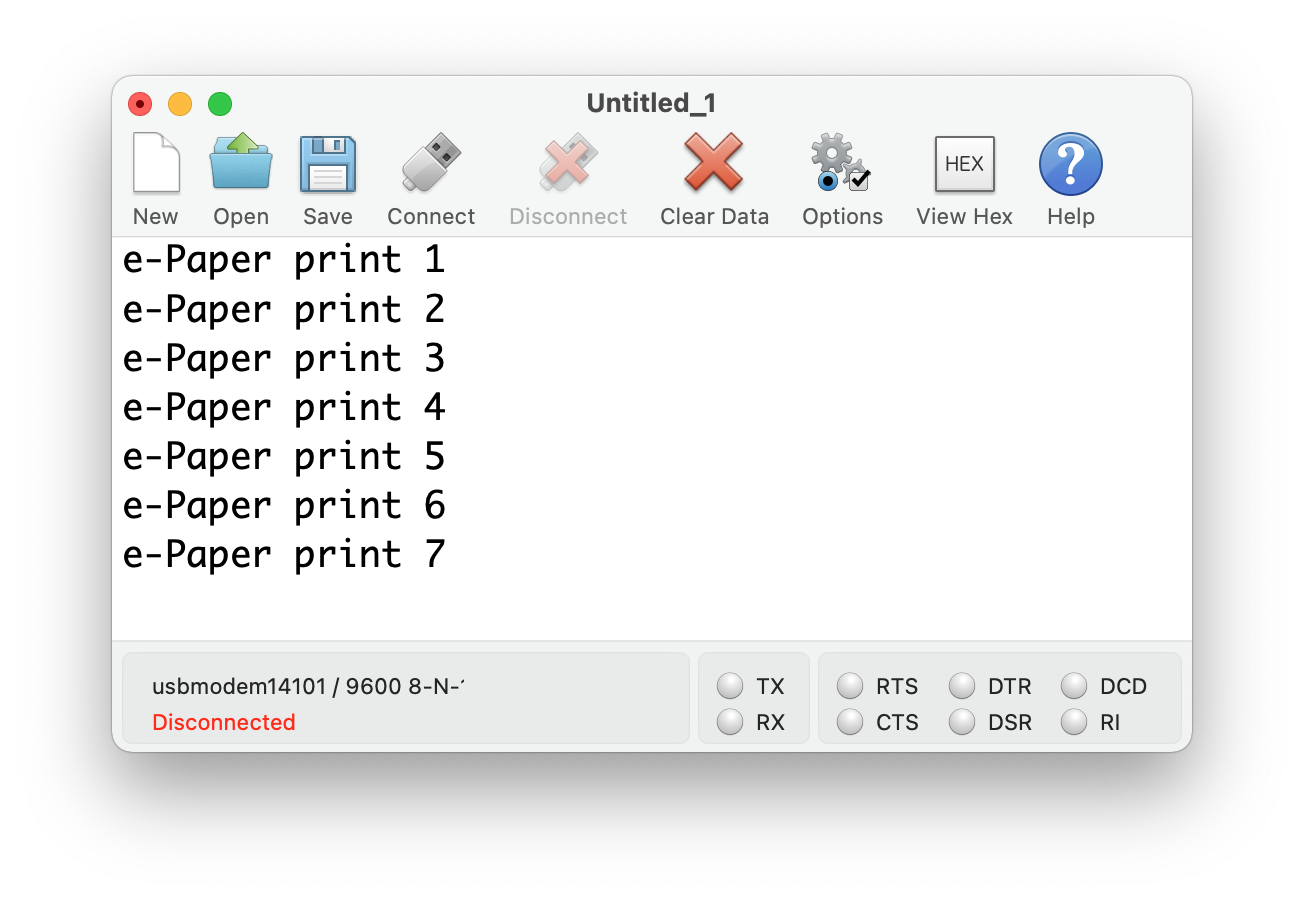 Untitled_1
New Open Save Connect Disconnect Clear Data Options HEX View Hex Help
e-Paper print 1
e-Paper print 2
e-Paper print 3
e-Paper print 4
e-Paper print 5
e-Paper print 6
e-Paper print 7
usbmodem14101 / 9600 8-N-
Disconnected
TX
RX
RTS DTR DCD
CTS DSR RI